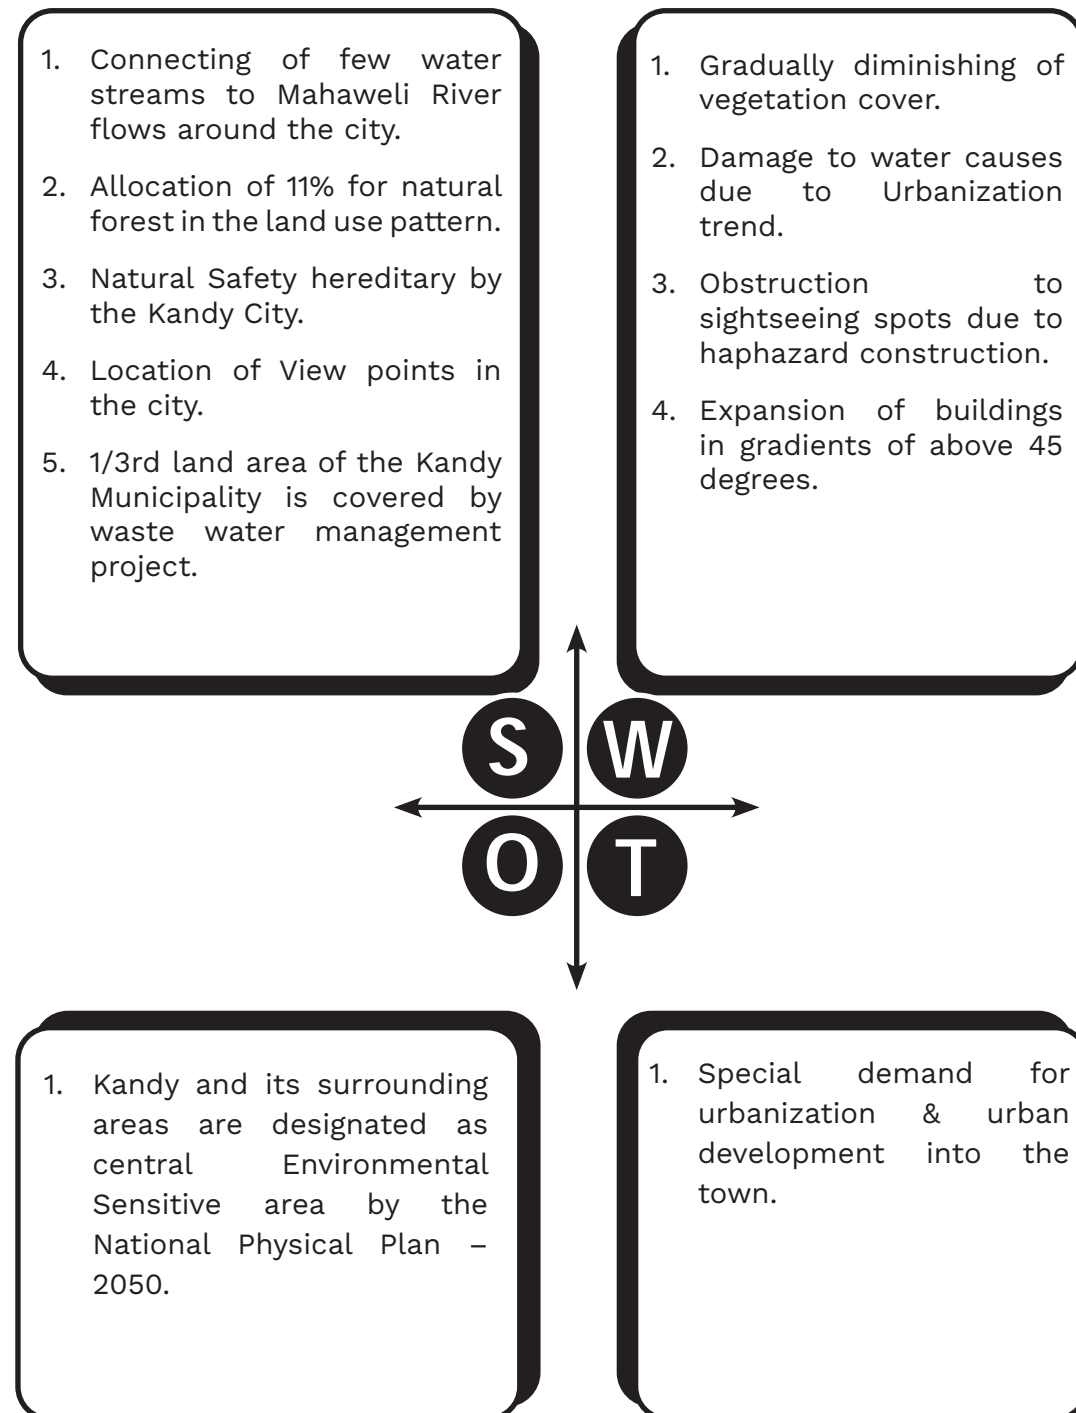 1. Connecting of few water
streams to Mahaweli River
flows around the city.
2. Allocation of 11% for natural
forest in the land use pattern.
3. Natural Safety hereditary by
the Kandy City.
4. Location of View points in
the city.
5. 1/3rd land area of the Kandy
Municipality is covered by
waste water management
project.
1. Gradually diminishing of
vegetation cover.
2. Damage to water causes
due to Urbanization
trend.
3. Obstruction to
sightseeing spots due to
haphazard construction.
4. Expansion of buildings
in gradients of above 45
degrees.
S W
O T
1. Kandy and its surrounding
areas are designated as
central Environmental
Sensitive area by the
National Physical Plan –
2050.
1. Special demand for
urbanization & urban
development into the
town.